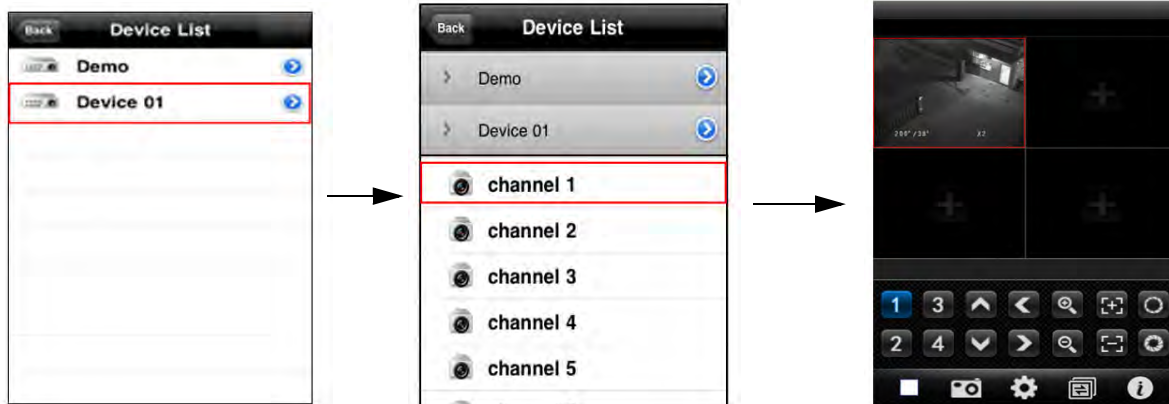 Back Device List
Demo
Device 01
Back Device List
Demo
Device 01
channel 1
channel 2
channel 3
channel 4
channel 5
1 3
2 4